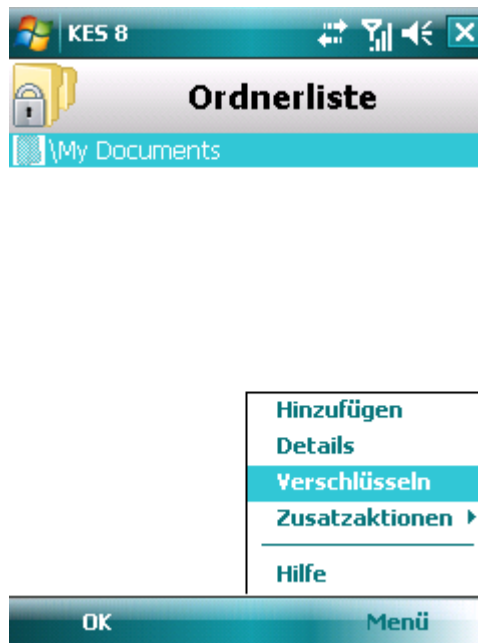 KES 8
Ordnerliste
\My Documents
Hinzufügen
Details
Verschlüsseln
Zusatzaktionen
Hilfe
OK Menü